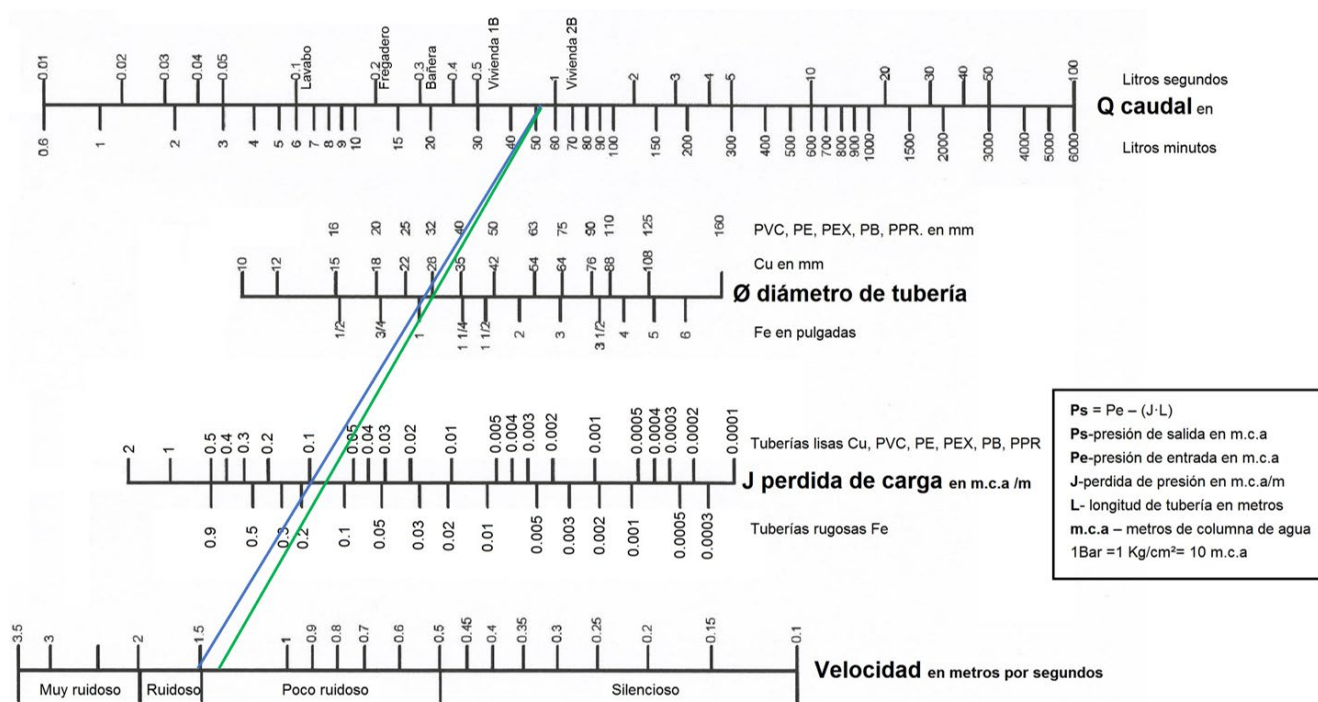 0.01 0.02 0.03 0.04 0.05 0.1 Lavabo 0.2 Fregadero 0.3 Bañera 0.4 0.5 Vivienda 1B 1 Vivienda 2B 2 3 4 5 10 20 30 40 50 100 Litros segundos
Q caudal en
0.6 1 2 3 4 5 6 7 8 9 10 15 20 30 40 50 60 70 80 90 100 150 200 300 400 500 600 700 800 900 1000 1500 2000 3000 4000 5000 6000 Litros minutos
16 20 25 32 40 50 63 75 90 110 125 160 PVC, PE, PEX, PB, PPR. en mm
10 12 15 18 22 28 35 42 54 64 76 88 108 Cu en mm
Ø diámetro de tubería
1/2 3/4 1 1 1/4 1 1/2 2 3 3 1/2 4 5 6 Fe en pulgadas
2 1 0.5 0.4 0.3 0.2 0.1 0.05 0.04 0.03 0.02 0.01 0.005 0.004 0.003 0.002 0.001 0.0005 0.0004 0.0003 0.0002 0.0001 Tuberías lisas Cu, PVC, PE, PEX, PB, PPR
J perdida de carga en m.c.a /m
0.9 0.5 0.3 0.2 0.1 0.05 0.03 0.02 0.01 0.005 0.003 0.002 0.001 0.0005 0.0003 Tuberías rugosas Fe
Ps = Pe – (J·L)
Ps-presión de salida en m.c.a
Pe-presión de entrada en m.c.a
J-perdida de presión en m.c.a/m
L- longitud de tubería en metros
m.c.a – metros de columna de agua
1Bar =1 Kg/cm²= 10 m.c.a
3.5 3 2 1.5 1 0.9 0.8 0.7 0.6 0.5 0.45 0.4 0.35 0.3 0.25 0.2 0.15 0.1
Velocidad en metros por segundos
Muy ruidoso Ruidoso Poco ruidoso Silencioso